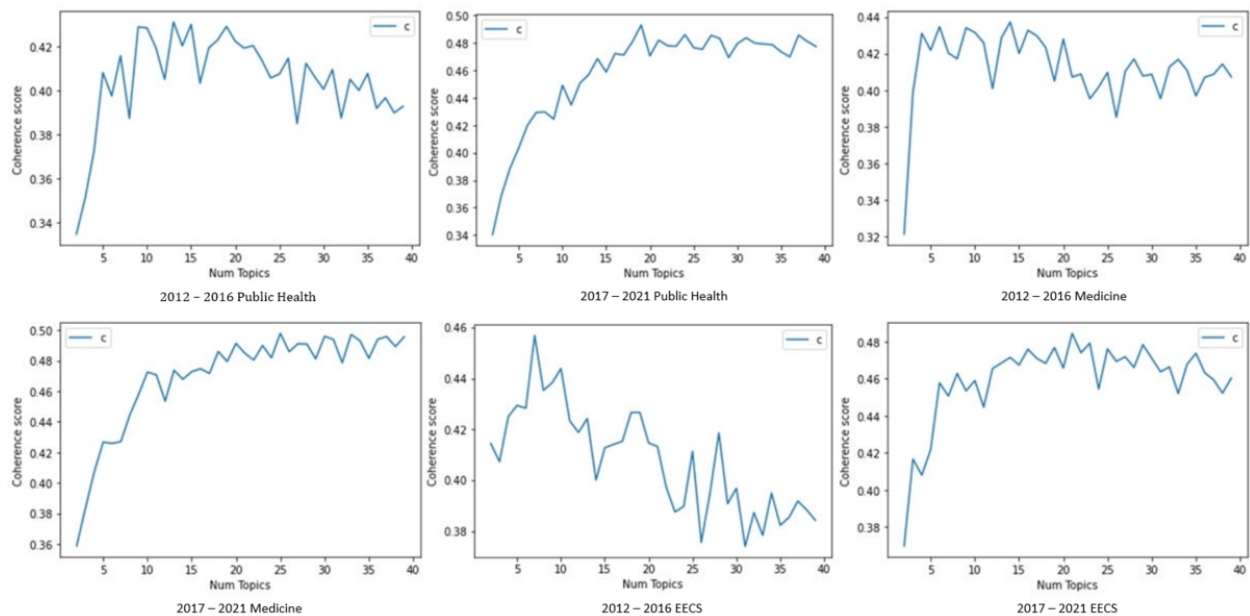 c
Coherence score
0.42
0.40
0.38
0.36
0.34
5 10 15 20 25 30 35 40
Num Topics
2012 – 2016 Public Health
c
Coherence score
0.50
0.48
0.46
0.44
0.42
0.40
0.38
0.36
0.34
5 10 15 20 25 30 35 40
Num Topics
2017 – 2021 Public Health
c
Coherence score
0.44
0.42
0.40
0.38
0.36
0.34
0.32
5 10 15 20 25 30 35 40
Num Topics
2012 – 2016 Medicine
c
Coherence score
0.50
0.48
0.46
0.44
0.42
0.40
0.38
0.36
5 10 15 20 25 30 35 40
Num Topics
2017 – 2021 Medicine
c
Coherence score
0.46
0.44
0.42
0.40
0.38
5 10 15 20 25 30 35 40
Num Topics
2012 – 2016 EECS
c
Coherence score
0.48
0.46
0.44
0.42
0.40
0.38
5 10 15 20 25 30 35 40
Num Topics
2017 – 2021 EECS